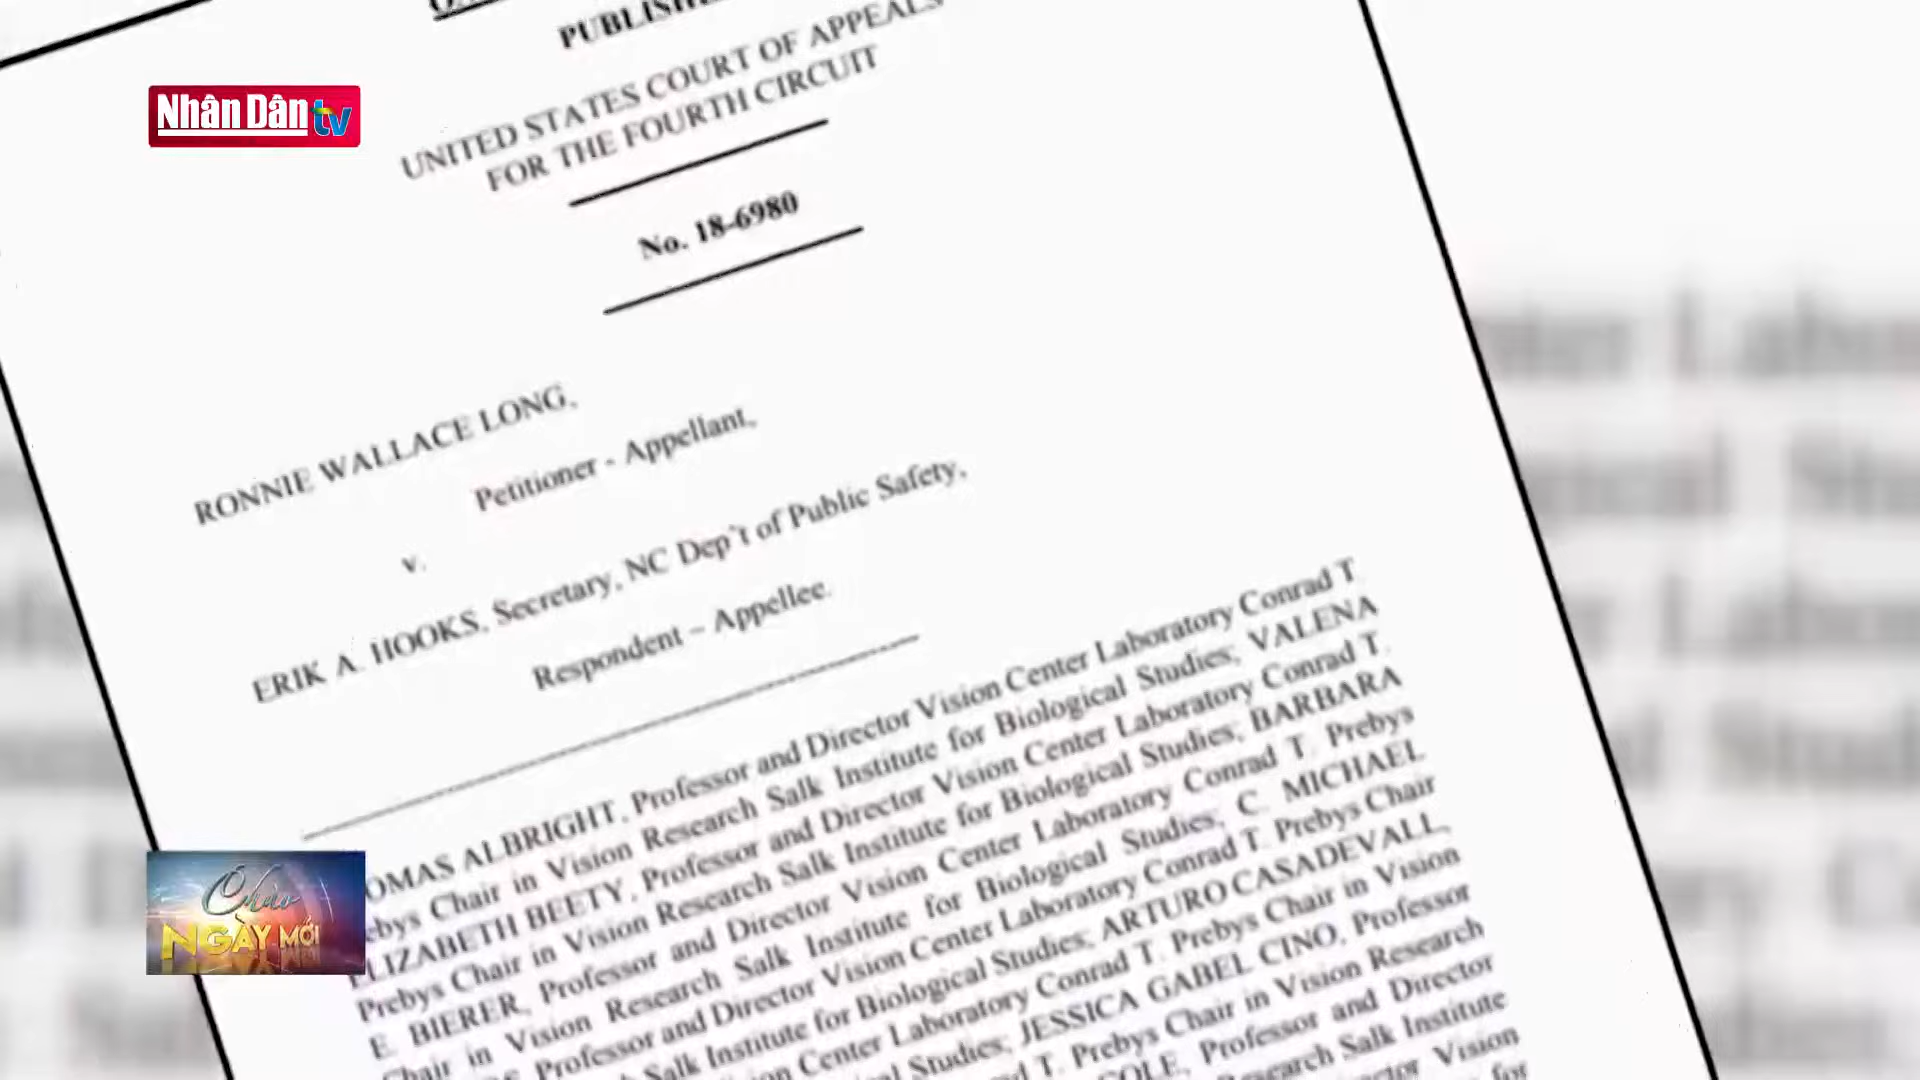 PUBLISH
UNITED STATES COURT OF APPEALS
FOR THE FOURTH CIRCUIT
Nhân Dân tv
No. 18-6980
RONNIE WALLACE LONG,
Petitioner - Appellant,
v.
ERIK A. HOOKS, Secretary, NC Dep't of Public Safety,
Respondent – Appellee.
OMAS ALBRIGHT, Professor and Director Vision Center Laboratory Conrad T.
ebys Chair in Vision Research Salk Institute for Biological Studies; VALENA
ELIZABETH BEETY, Professor and Director Vision Center Laboratory Conrad T.
Prebys Chair in Vision Research Salk Institute for Biological Studies; BARBARA
E. BIERER, Professor and Director Vision Center Laboratory Conrad T. Prebys
Chair in Vision Research Salk Institute for Biological Studies; C. MICHAEL
Professor and Director Vision Center Laboratory Conrad T. Prebys Chair
Salk Institute for Biological Studies; ARTURO CASADEVALL,
on Center Laboratory Conrad T. Prebys Chair in Vision
al Studies; JESSICA GABEL CINO, Professor
d T. Prebys Chair in Vision Research
COLE, Professor and Director
Research Salk Institute
ector Vision
for
Chào
NGÀY MỚI